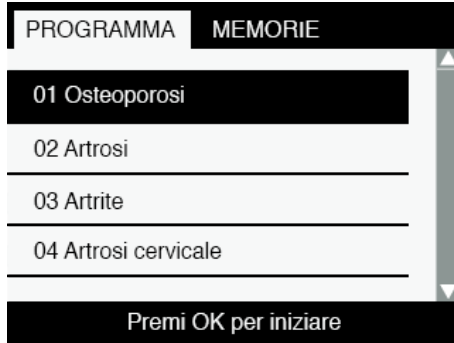 PROGRAMMA MEMORIE
01 Osteoporosi
02 Artrosi
03 Artrite
04 Artrosi cervicale
Premi OK per iniziare